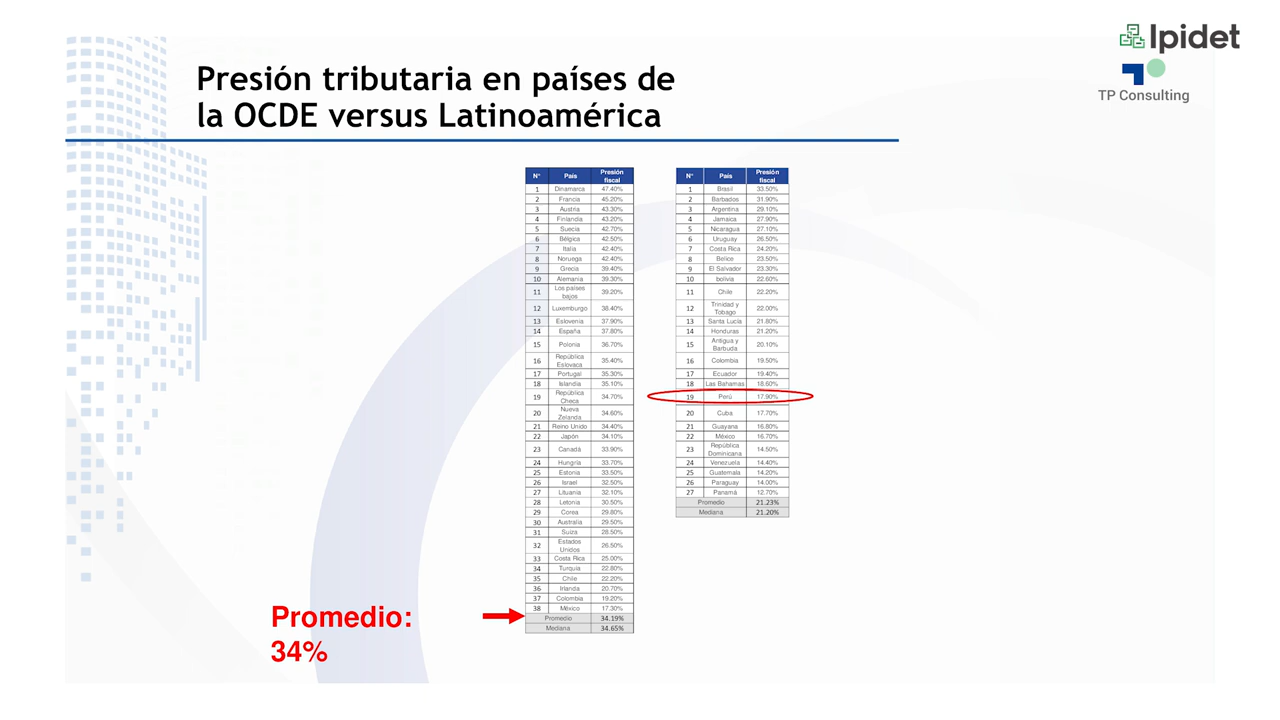 Ipidet
TP Consulting
Presión tributaria en países de
la OCDE versus Latinoamérica
N° País Presión fiscal
1 Dinamarca 47.40%
2 Francia 45.20%
3 Austria 43.30%
4 Finlandia 43.20%
5 Suecia 42.70%
6 Bélgica 42.50%
7 Italia 42.40%
8 Noruega 42.40%
9 Grecia 39.40%
10 Alemania 39.30%
11 Los países bajos 39.20%
12 Luxemburgo 38.40%
13 Eslovenia 37.90%
14 España 37.80%
15 Polonia 36.70%
16 República Eslovaca 35.40%
17 Portugal 35.30%
18 Islandia 35.10%
19 República Checa 34.70%
20 Nueva Zelanda 34.60%
21 Reino Unido 34.40%
22 Japón 34.10%
23 Canadá 33.90%
24 Hungría 33.70%
25 Estonia 33.50%
26 Israel 32.50%
27 Lituania 32.10%
28 Letonia 30.50%
29 Corea 29.80%
30 Australia 29.50%
31 Suiza 28.50%
32 Estados Unidos 26.50%
33 Costa Rica 25.00%
34 Turquia 22.80%
35 Chile 22.20%
36 Irlanda 20.70%
37 Colombia 19.20%
38 México 17.30%
Promedio 34.19%
Mediana 34.65%
N° País Presión fiscal
1 Brasil 33.50%
2 Barbados 31.90%
3 Argentina 29.10%
4 Jamaica 27.90%
5 Nicaragua 27.10%
6 Uruguay 26.50%
7 Costa Rica 24.20%
8 Belice 23.50%
9 El Salvador 23.30%
10 bolivia 22.60%
11 Chile 22.20%
12 Trinidad y Tobago 22.00%
13 Santa Lucía 21.80%
14 Honduras 21.20%
15 Antigua y Barbuda 20.10%
16 Colombia 19.50%
17 Ecuador 19.40%
18 Las Bahamas 18.60%
19 Perú 17.90%
20 Cuba 17.70%
21 Guayana 16.80%
22 México 16.70%
23 República Dominicana 14.50%
24 Venezuela 14.40%
25 Guatemala 14.20%
26 Paraguay 14.00%
27 Panamá 12.70%
Promedio 21.23%
Mediana 21.20%
Promedio:
34%